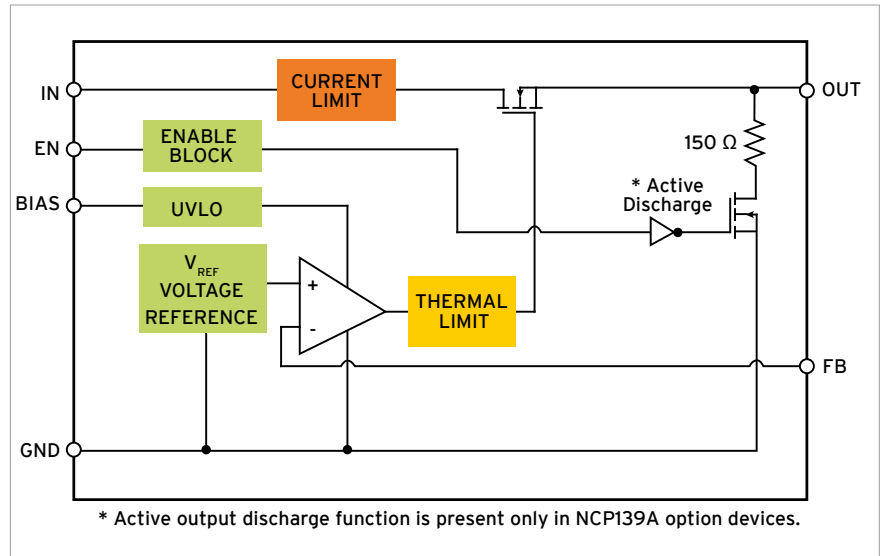 IN
CURRENT
LIMIT
OUT
EN
ENABLE
BLOCK
150 Ω
BIAS
UVLO
* Active
Discharge
VREF
VOLTAGE
REFERENCE
+
-
THERMAL
LIMIT
FB
GND
* Active output discharge function is present only in NCP139A option devices.